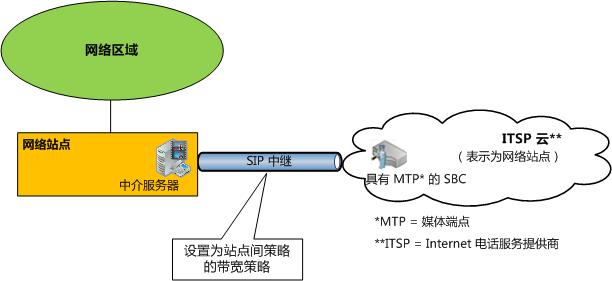 网络区域
网络站点
中介服务器
SIP 中继
ITSP 云**
(表示为网络站点)
具有 MTP* 的 SBC
设置为站点间策略
的带宽策略
*MTP = 媒体端点
**ITSP = Internet 电话服务提供商